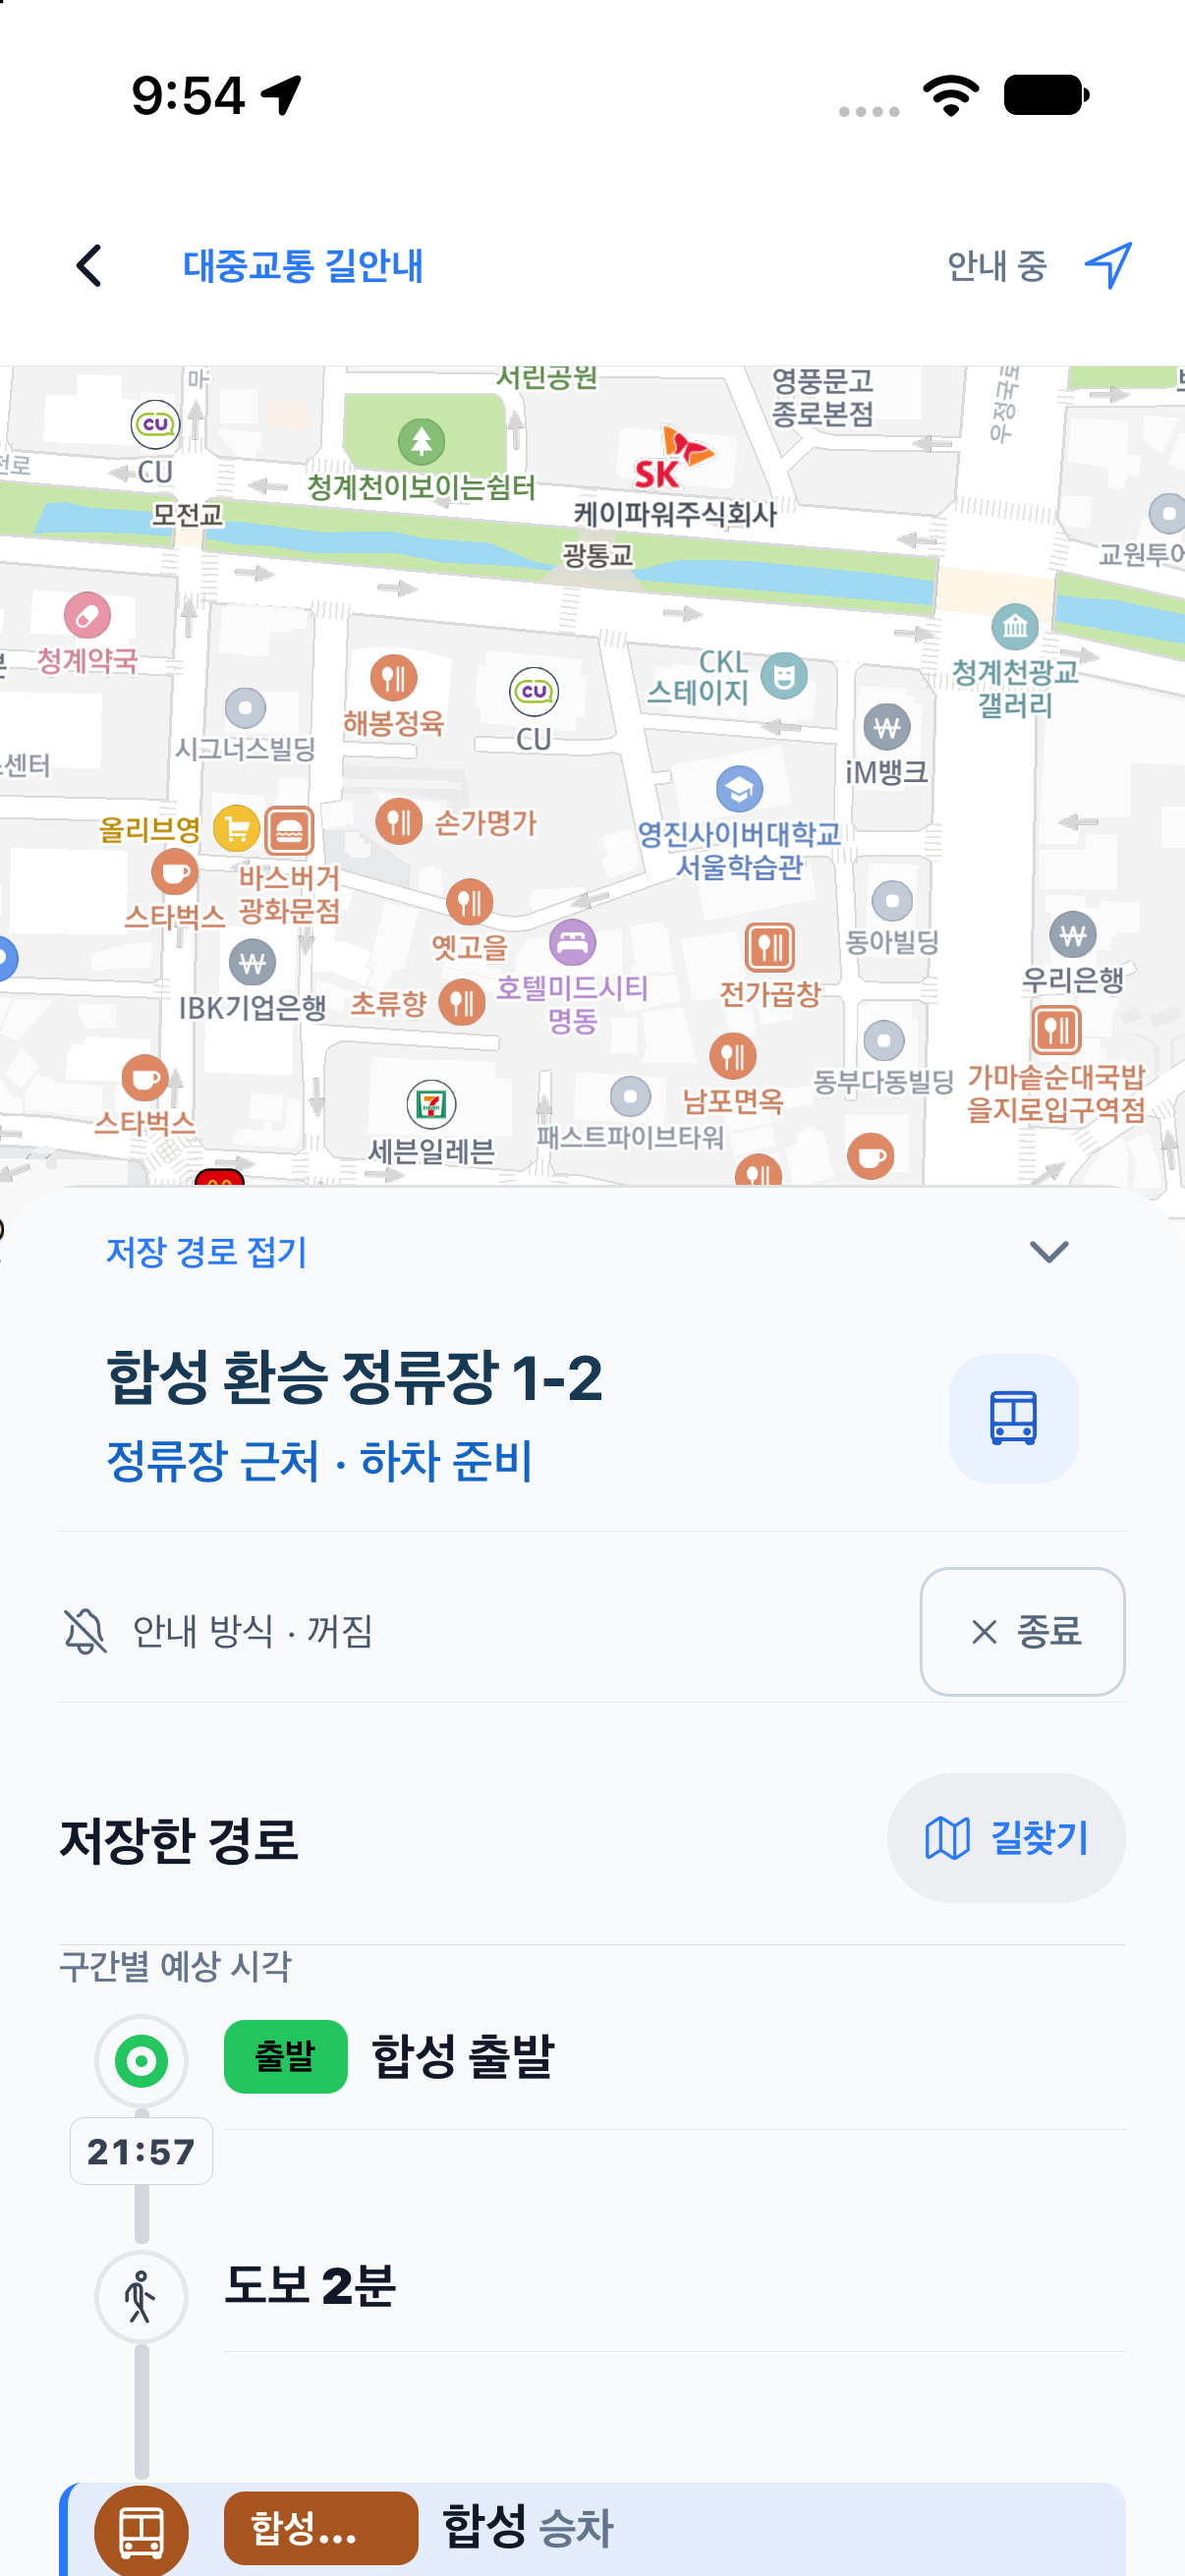 9:54
대중교통 길안내
안내 중
마
서린공원
영풍문고
종로본점
우정국로
CU
CU
전로
청계천이보이는쉼터
SK
케이파워주식회사
모전교
광통교
교원투어
청계약국
CKL
스테이지
청계천광교
갤러리
해봉정육
CU
CU
시그너스빌딩
센터
iM뱅크
올리브영
손가명가
영진사이버대학교
서울학습관
바스버거
광화문점
스타벅스
옛고을
동아빌딩
우리은행
IBK기업은행
초류향
호텔미드시티
명동
전가곱창
가마솥순대국밥
을지로입구역점
동부다동빌딩
남포면옥
스타벅스
세븐일레븐
패스트파이브타워
저장 경로 접기
합성 환승 정류장 1-2
정류장 근처 · 하차 준비
안내 방식 · 꺼짐
종료
저장한 경로
길찾기
구간별 예상 시각
출발 합성 출발
21:57
도보 2분
합성... 합성 승차